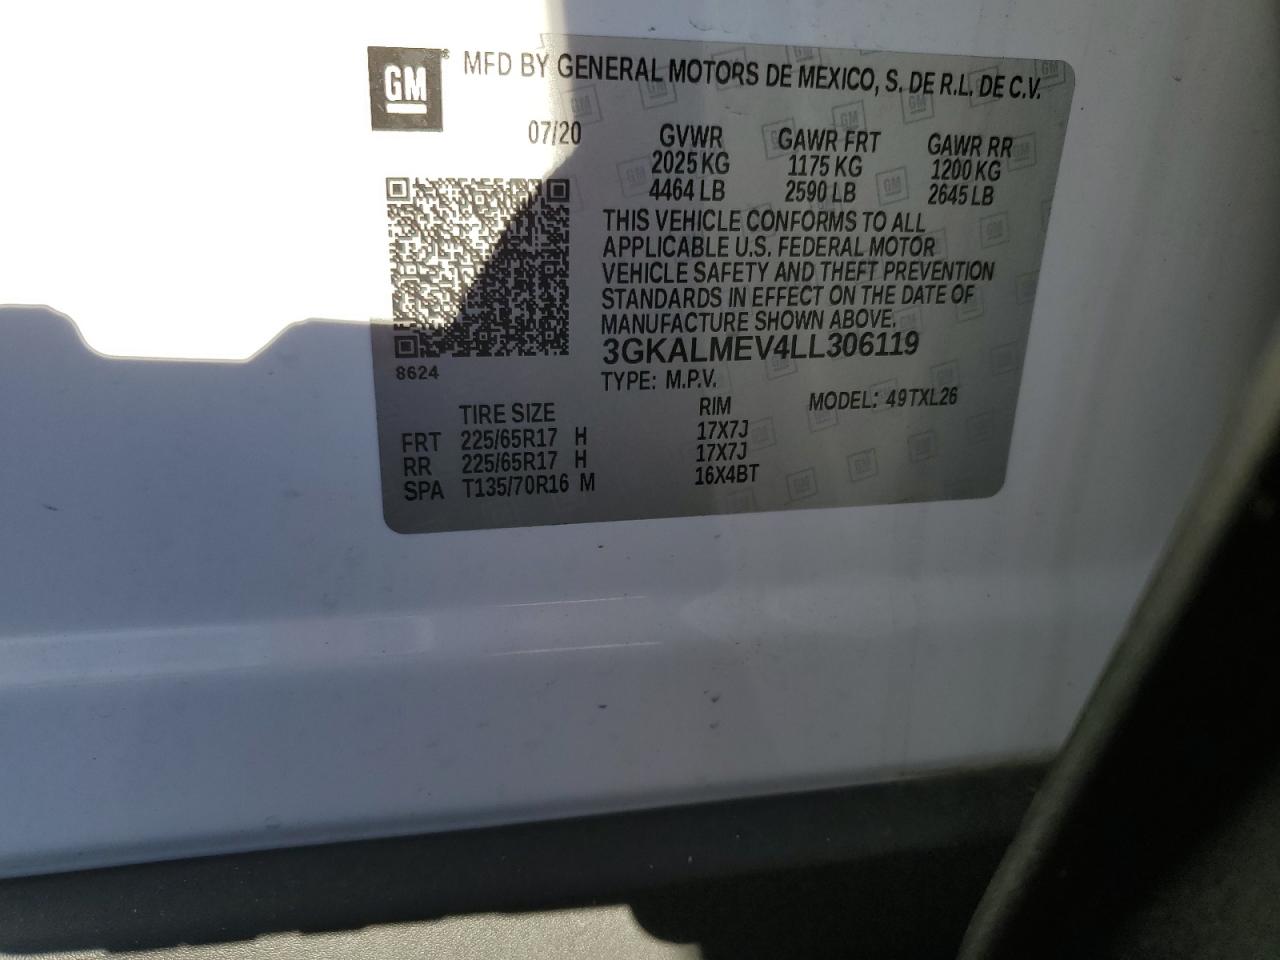 GM ® MFD BY GENERAL MOTORS DE MEXICO, S. DE R.L. DE C.V.
07/20 GVWR GAWR FRT GAWR RR
2025 KG 1175 KG 1200 KG
4464 LB 2590 LB 2645 LB
THIS VEHICLE CONFORMS TO ALL
APPLICABLE U.S. FEDERAL MOTOR
VEHICLE SAFETY AND THEFT PREVENTION
STANDARDS IN EFFECT ON THE DATE OF
MANUFACTURE SHOWN ABOVE.
3GKALMEV4LL306119
8624
TYPE: M.P.V. MODEL: 49TXL26
TIRE SIZE RIM
FRT 225/65R17 H 17X7J
RR 225/65R17 H 17X7J
SPA T135/70R16 M 16X4BT